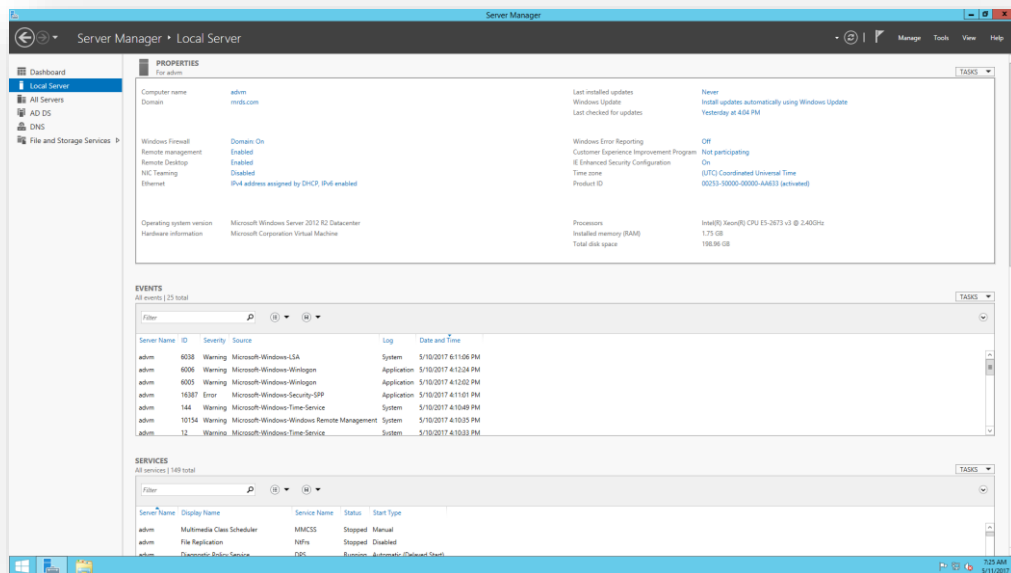 Server Manager
Server Manager • Local Server
Manage Tools View Help
Dashboard
Local Server
All Servers
AD DS
DNS
File and Storage Services
PROPERTIES
For advm
TASKS
Computer name advm
Domain mrds.com
Last installed updates Never
Windows Update Install updates automatically using Windows Update
Last checked for updates Yesterday at 4:04 PM
Windows Firewall Domain: On
Remote management Enabled
Remote Desktop Enabled
NIC Teaming Disabled
Ethernet IPv4 address assigned by DHCP, IPv6 enabled
Windows Error Reporting Off
Customer Experience Improvement Program Not participating
IE Enhanced Security Configuration On
Time zone (UTC) Coordinated Universal Time
Product ID 00253-50000-00000-AA633 (activated)
Operating system version Microsoft Windows Server 2012 R2 Datacenter
Hardware information Microsoft Corporation Virtual Machine
Processors Intel(R) Xeon(R) CPU E5-2673 v3 @ 2.40GHz
Installed memory (RAM) 1.75 GB
Total disk space 198.96 GB
EVENTS
All events | 25 total
TASKS
Filter
Server Name ID Severity Source Log Date and Time
advm 6038 Warning Microsoft-Windows-LSA System 5/10/2017 6:11:06 PM
advm 6006 Warning Microsoft-Windows-Winlogon Application 5/10/2017 4:12:24 PM
advm 6005 Warning Microsoft-Windows-Winlogon Application 5/10/2017 4:12:02 PM
advm 16387 Error Microsoft-Windows-Security-SPP Application 5/10/2017 4:11:01 PM
advm 144 Warning Microsoft-Windows-Time-Service System 5/10/2017 4:10:49 PM
advm 10154 Warning Microsoft-Windows-Windows Remote Management System 5/10/2017 4:10:35 PM
advm 12 Warning Microsoft-Windows-Time-Service System 5/10/2017 4:10:33 PM
SERVICES
All services | 149 total
TASKS
Filter
Server Name Display Name Service Name Status Start Type
advm Multimedia Class Scheduler MMCSS Stopped Manual
advm File Replication NtFrs Stopped Disabled
advm Diagnostic Policy Service DPS Running Automatic (Delayed Start)
7:25 AM
5/11/2017